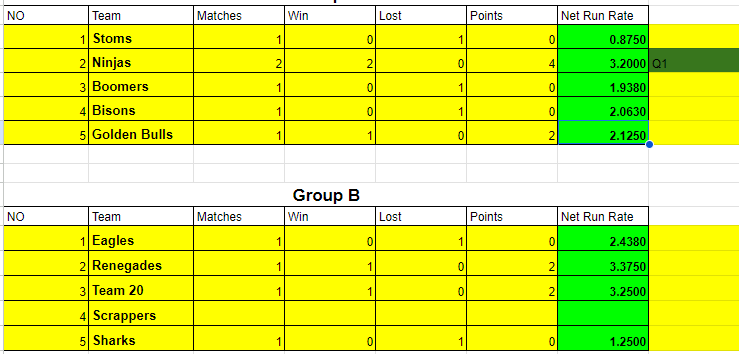 NO Team Matches Win Lost Points Net Run Rate
1 Stoms 1 0 1 0 0.8750
2 Ninjas 2 2 0 4 3.2000 Q1
3 Boomers 1 0 1 0 1.9380
4 Bisons 1 0 1 0 2.0630
5 Golden Bulls 1 1 0 2 2.1250
Group B
NO Team Matches Win Lost Points Net Run Rate
1 Eagles 1 0 1 0 2.4380
2 Renegades 1 1 0 2 3.3750
3 Team 20 1 1 0 2 3.2500
4 Scrappers
5 Sharks 1 0 1 0 1.2500